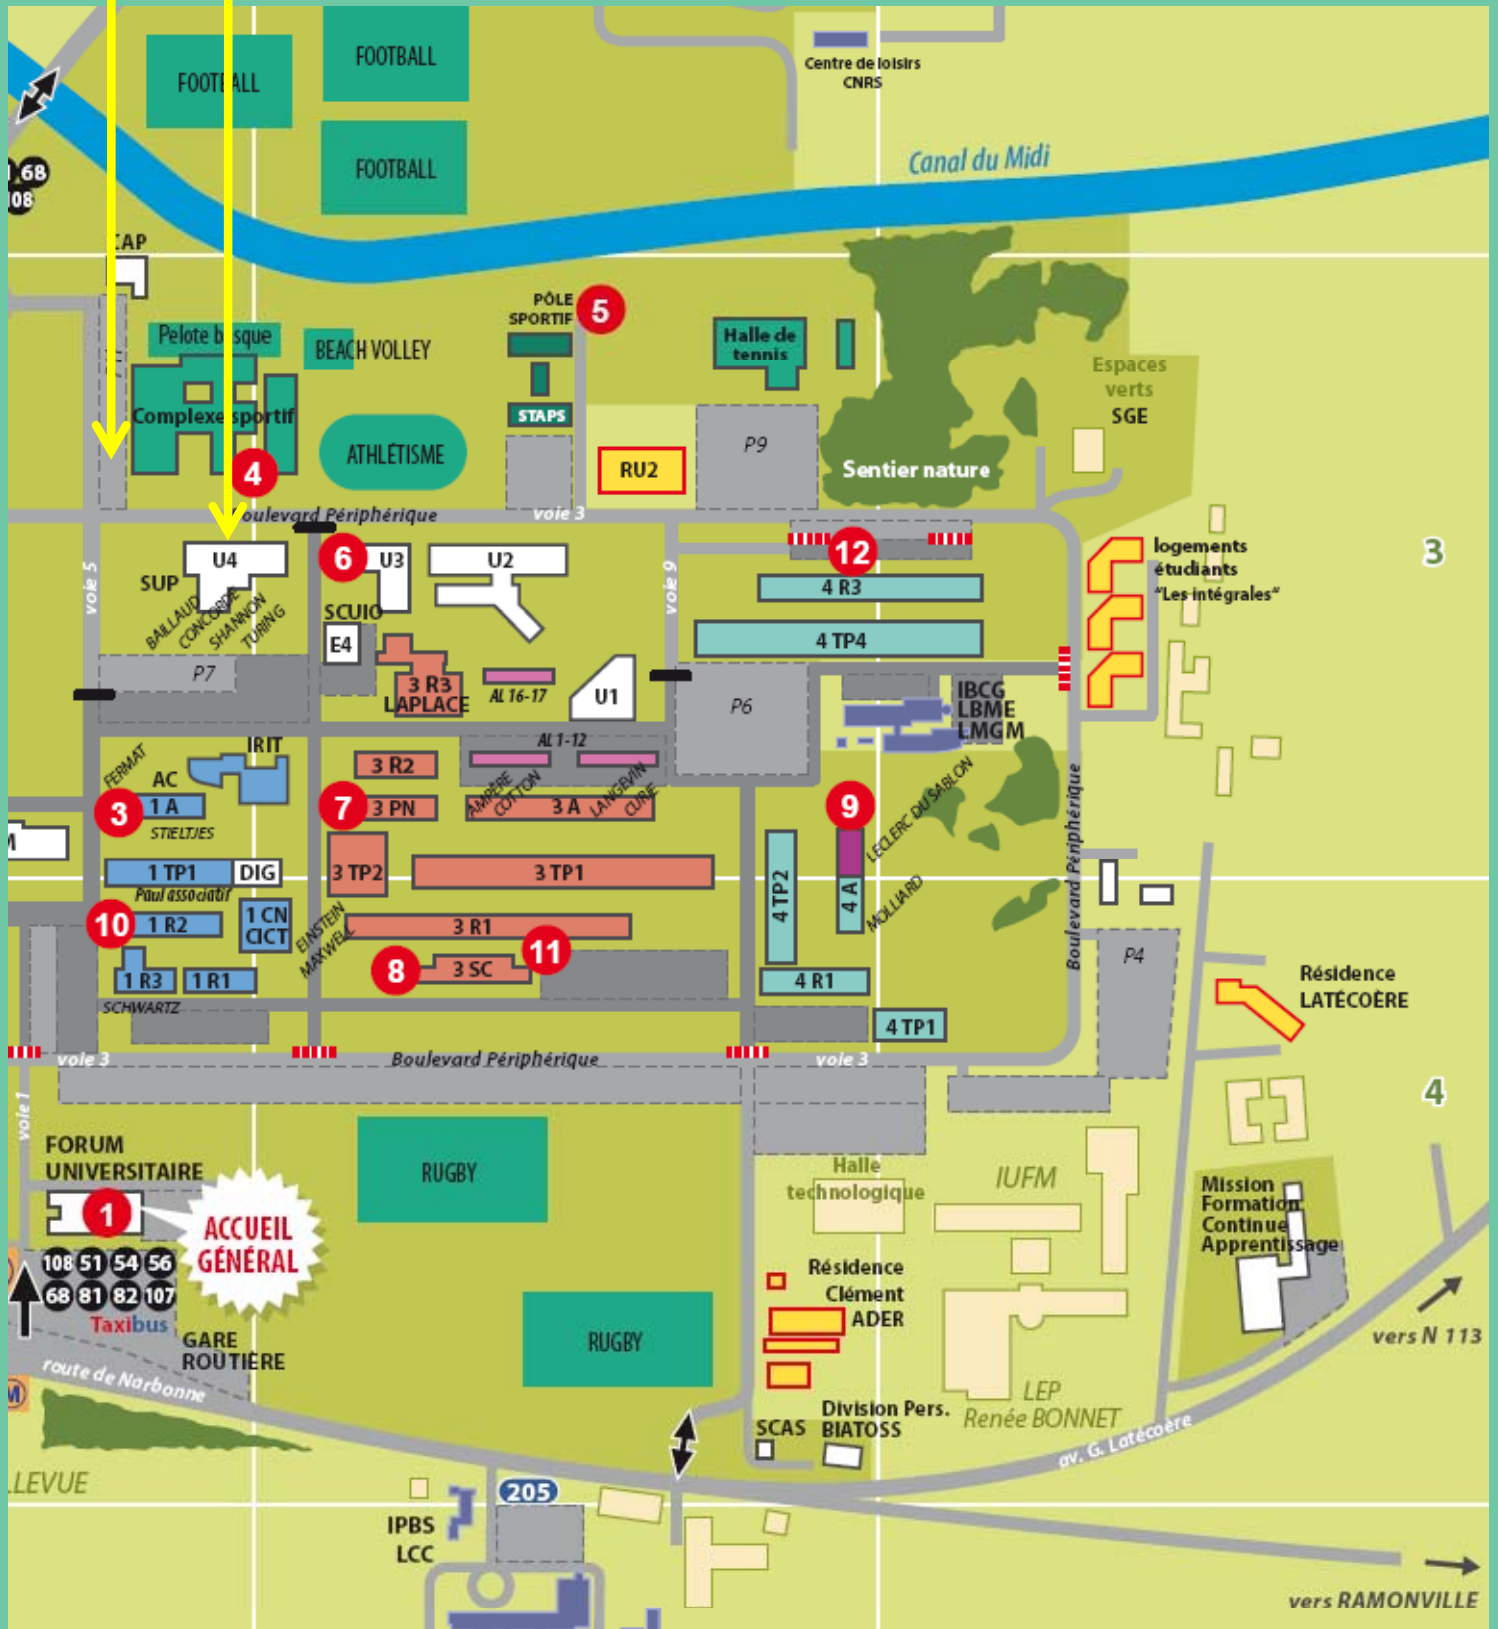 FOOTBALL
FOOTBALL
FOOTBALL
Centre de loisirs
CNRS
Canal du Midi
68
108
CAP
PÔLE
SPORTIF
5
Pelote basque
BEACH VOLLEY
Halle de
tennis
Complexe sportif
STAPS
ATHLÉTISME
4
RU2
P9
Sentier nature
Espaces
verts
SGE
Boulevard Périphérique
voie 3
voie 5
U4
SUP
BAILLAUD
CONCORDE
SHANNON
TURING
6
U3
U2
SCUIO
E4
voie 9
12
4 R3
4 TP4
logements
étudiants
“Les intégrales“
3
P7
3 R3
LAPLACE
AL 16-17
U1
P6
IBCG
LBME
LMGM
FERMAT
IRIT
AC
3
1 A
STIELTJES
3 R2
7
3 PN
AL 1-12
AMPÈRE
COTTON
3 A
LANGEVIN
CURIE
9
LECLERC DU SABLON
Boulevard Périphérique
1 TP1
DIG
Paul associatif
3 TP2
3 TP1
4 TP2
4 A
MOLLIARD
10
1 R2
1 CN
CICT
EINSTEIN
MAXWELL
3 R1
11
8
3 SC
1 R3
1 R1
SCHWARTZ
4 R1
4 TP1
P4
Résidence
LATÉCOÈRE
voie 3
Boulevard Périphérique
voie 3
voie 1
4
FORUM
UNIVERSITAIRE
1
ACCUEIL
GÉNÉRAL
RUGBY
Halle
technologique
IUFM
Mission
Formation
Continue
Apprentissage
108 51 54 56
68 81 82 107
Taxibus
GARE
ROUTIÈRE
RUGBY
Résidence
Clément
ADER
vers N 113
route de Narbonne
M
LEP
Renée BONNET
Division Pers.
BIATOSS
SCAS
av. G. Latécoère
LLEVUE
205
IPBS
LCC
vers RAMONVILLE